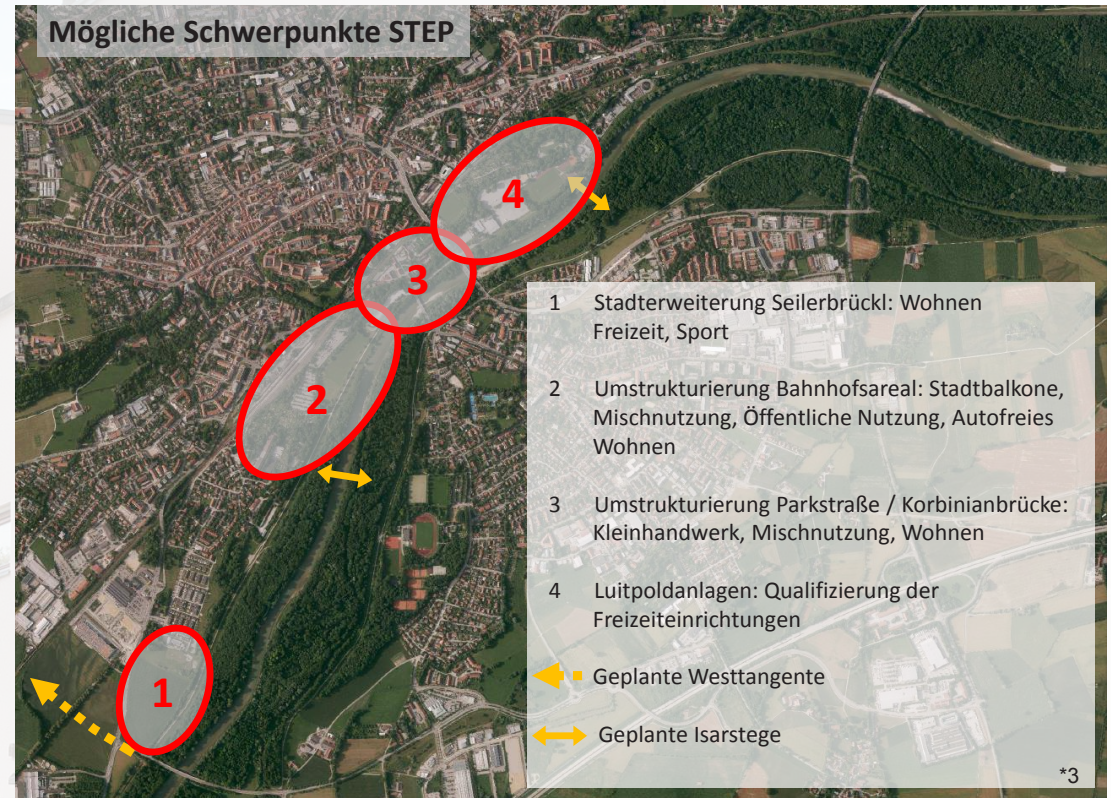 Mögliche Schwerpunkte STEP
4
3
2
1
1 Stadterweiterung Seilerbrückl: Wohnen
Freizeit, Sport
2 Umstrukturierung Bahnhofsareal: Stadtbalkone,
Mischnutzung, Öffentliche Nutzung, Autofreies
Wohnen
3 Umstrukturierung Parkstraße / Korbinianbrücke:
Kleinhandwerk, Mischnutzung, Wohnen
4 Luitpoldanlagen: Qualifizierung der
Freizeiteinrichtungen
Geplante Westtangente
Geplante Isarstege
*3